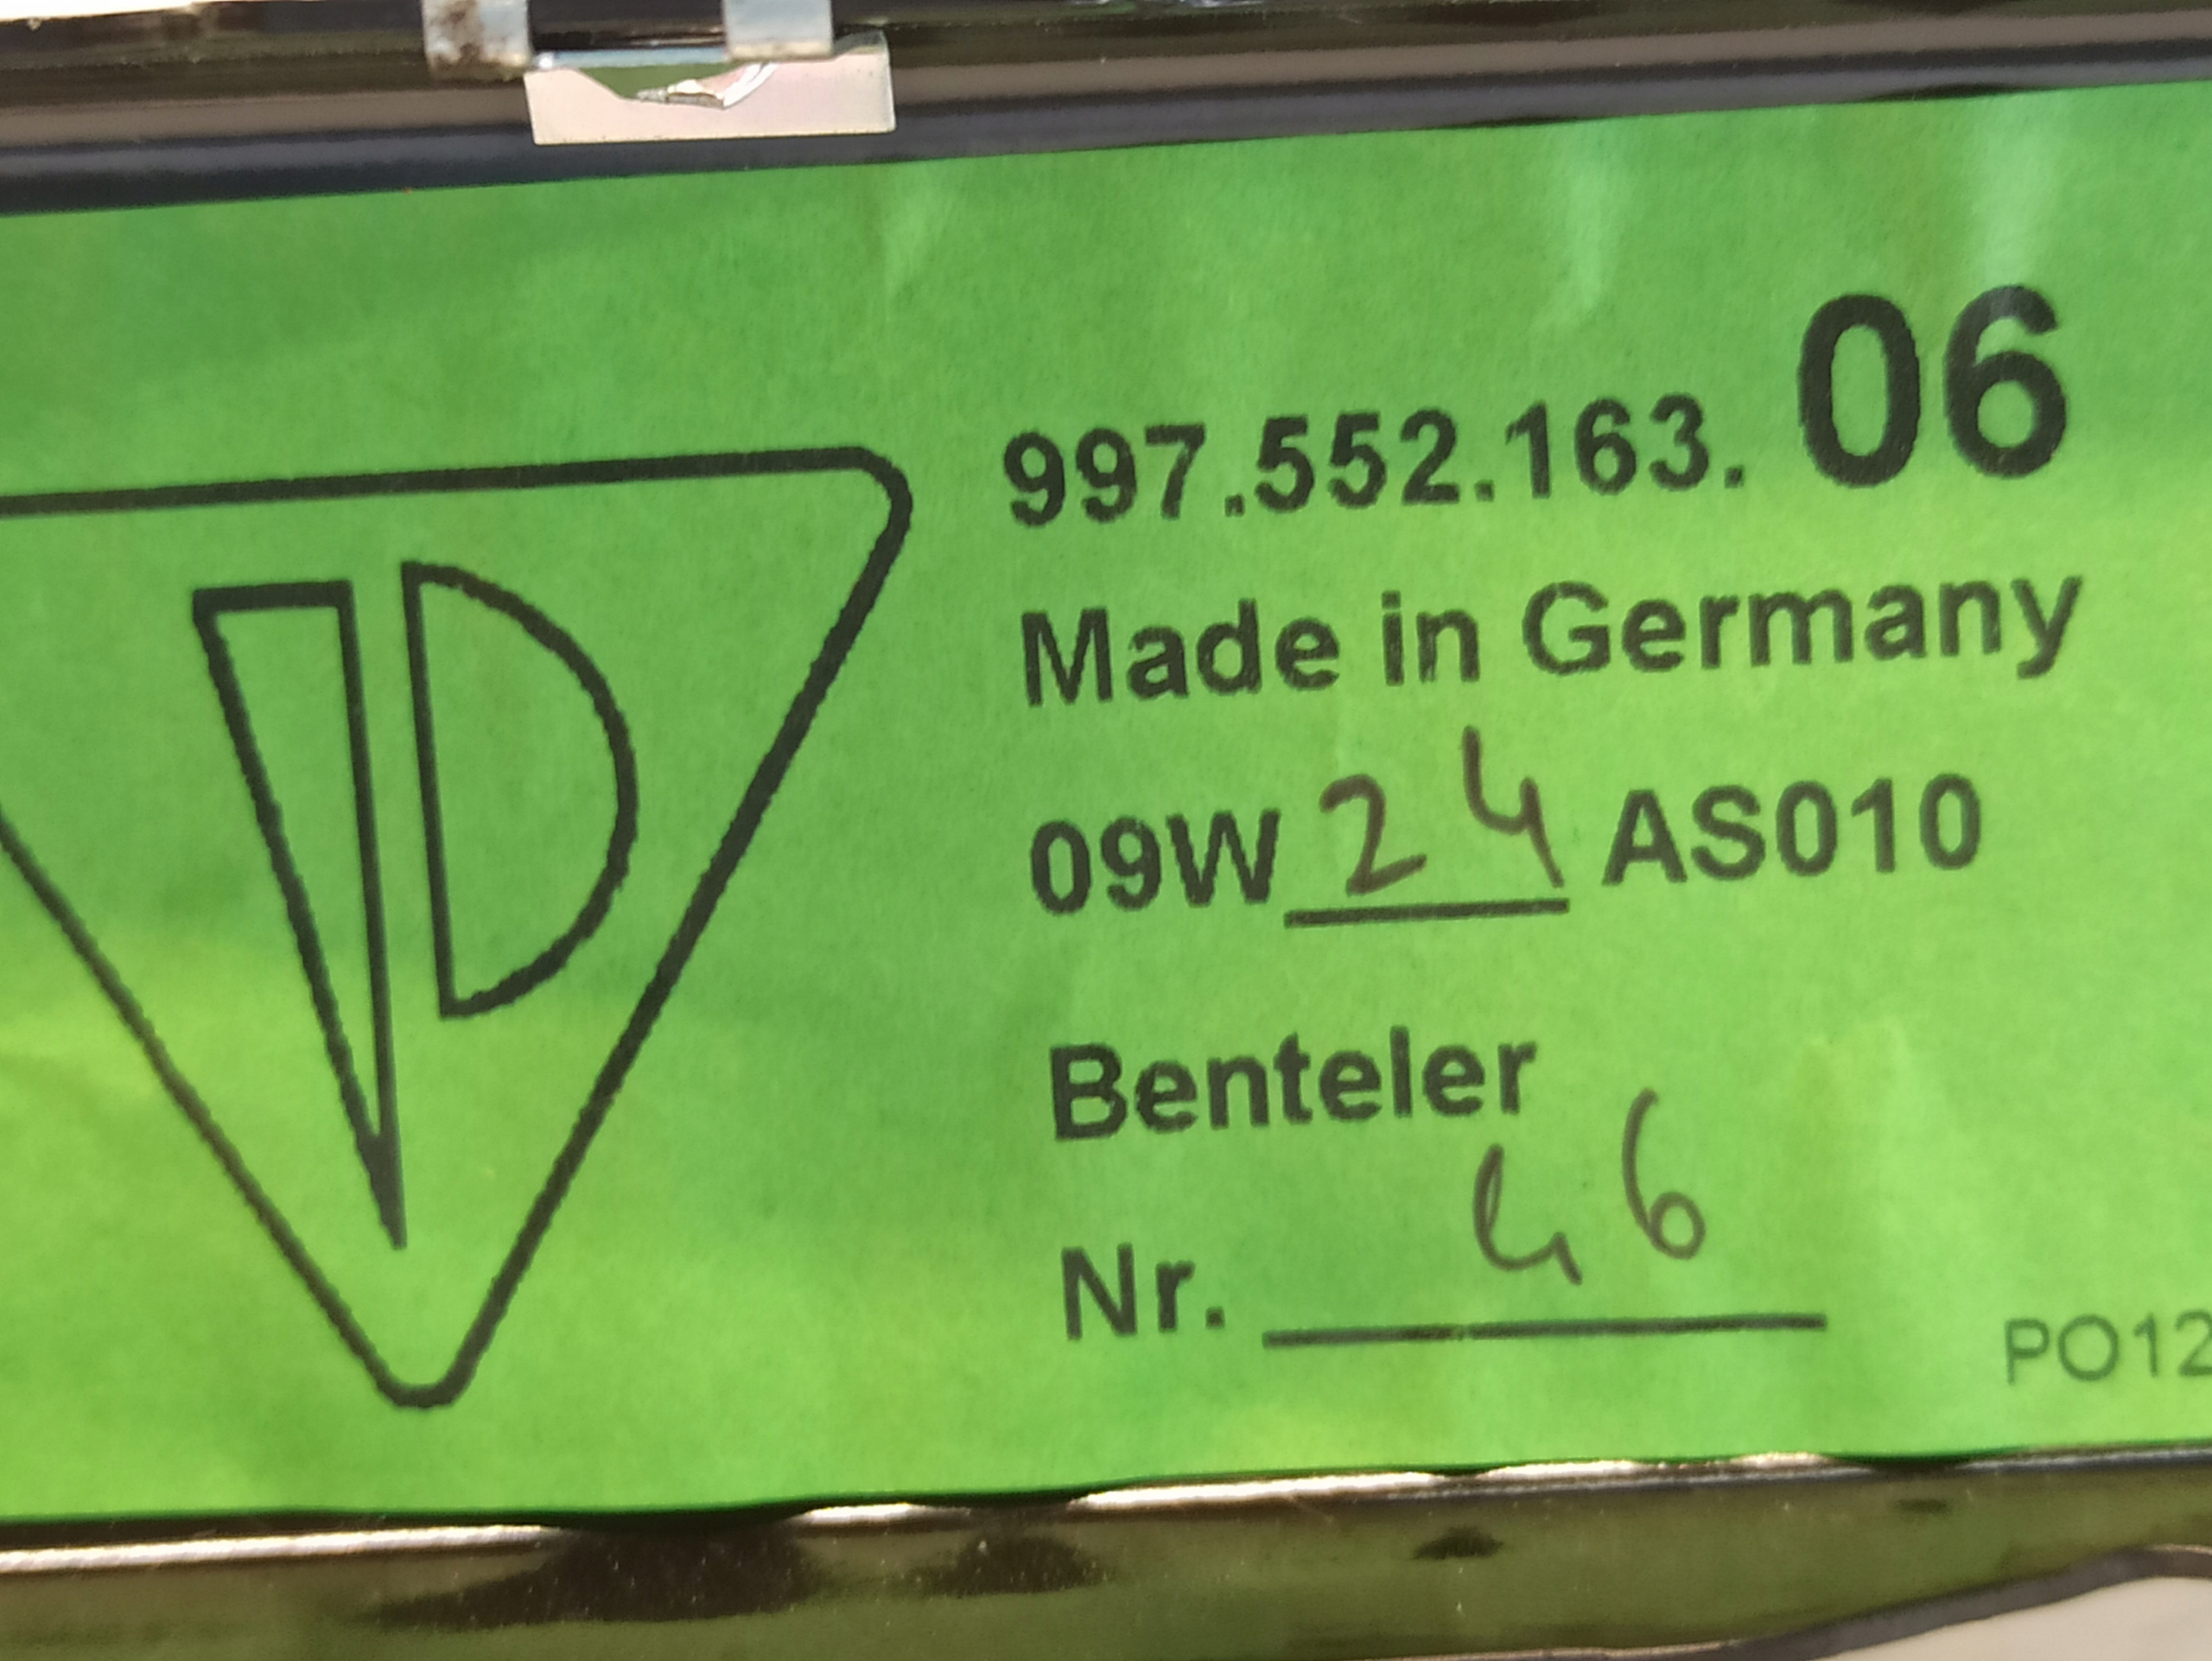 997.552.163. 06
Made in Germany
09W 24 AS010
Benteler
Nr. 46
PO12